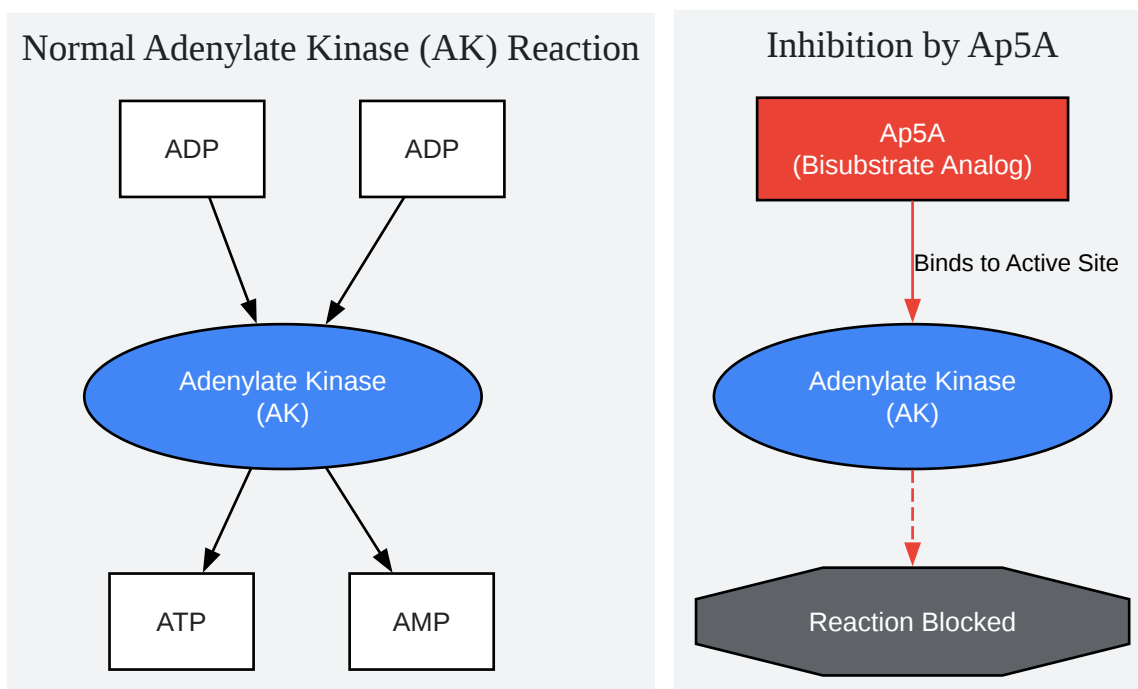 Normal Adenylate Kinase (AK) Reaction
ADP
ADP
Adenylate Kinase
(AK)
ATP
AMP
Inhibition by Ap5A
Ap5A
(Bisubstrate Analog)
Binds to Active Site
Adenylate Kinase
(AK)
Reaction Blocked